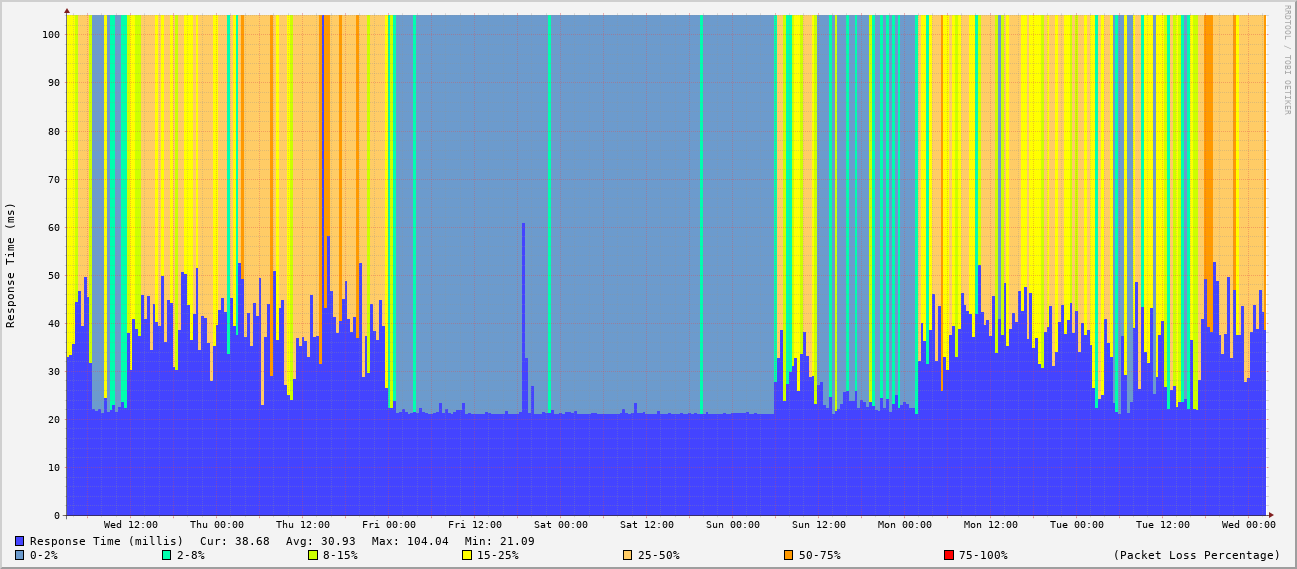 RRDTOOL / TOBI OETIKER
Response Time (ms)
100
90
80
70
60
50
40
30
20
10
0
Wed 12:00 Thu 00:00 Thu 12:00 Fri 00:00 Fri 12:00 Sat 00:00 Sat 12:00 Sun 00:00 Sun 12:00 Mon 00:00 Mon 12:00 Tue 00:00 Tue 12:00 Wed 00:00
Response Time (millis) Cur: 38.68 Avg: 30.93 Max: 104.04 Min: 21.09
0-2% 2-8% 8-15% 15-25% 25-50% 50-75% 75-100% (Packet Loss Percentage)